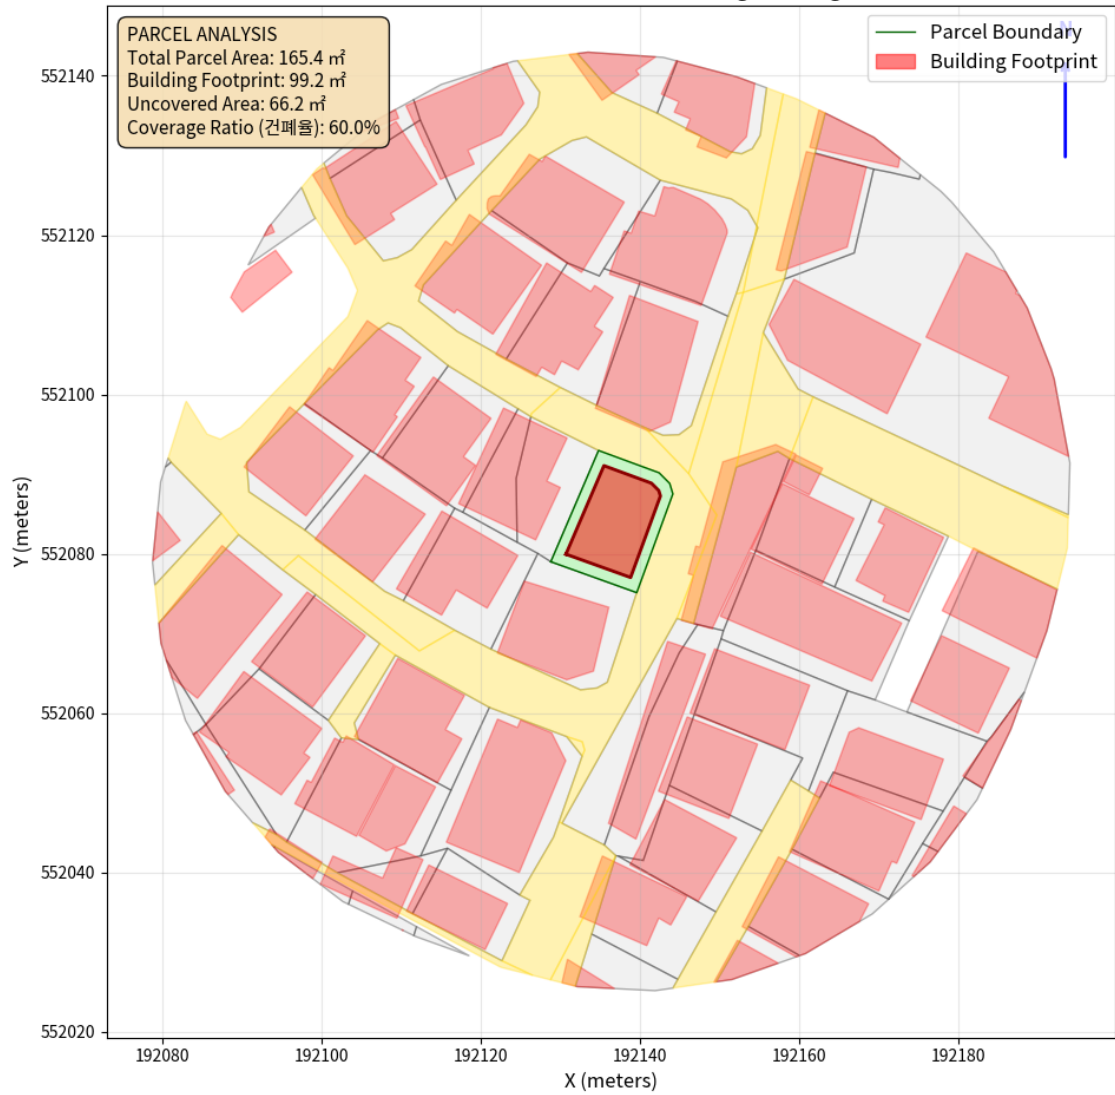 PARCEL ANALYSIS
Total Parcel Area: 165.4 ㎡
Building Footprint: 99.2 ㎡
Uncovered Area: 66.2 ㎡
Coverage Ratio (건폐율): 60.0%
Parcel Boundary
Building Footprint
N
552140
552120
552100
552080
552060
552040
552020
Y (meters)
192080 192100 192120 192140 192160 192180
X (meters)